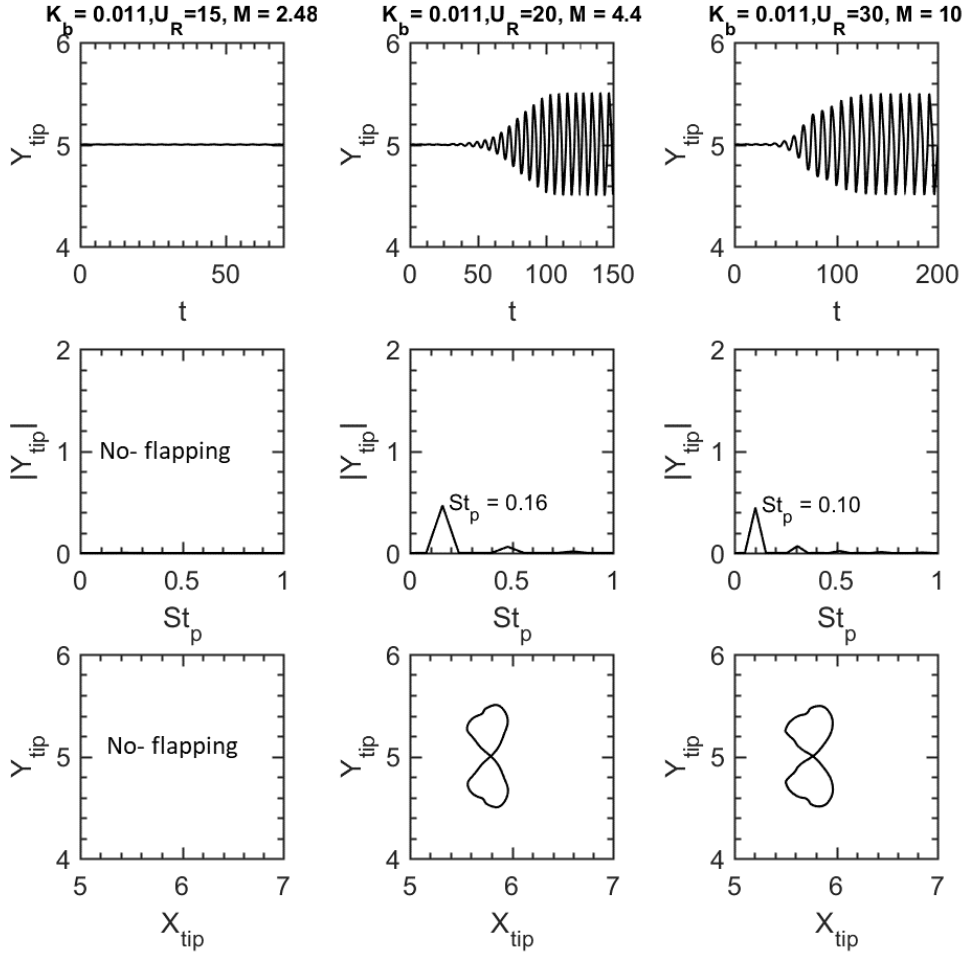 K_b = 0.011,U_R=15, M = 2.48
K_b = 0.011,U_R=20, M = 4.4
K_b = 0.011,U_R=30, M = 10
6
5
4
Y_tip
0
50
t
6
5
4
Y_tip
0
50
100
150
t
6
5
4
Y_tip
0
100
200
t
2
1
0
|Y_tip|
No- flapping
0
0.5
1
St_p
2
1
0
|Y_tip|
St_p = 0.16
0
0.5
1
St_p
2
1
0
|Y_tip|
St_p = 0.10
0
0.5
1
St_p
6
5
4
Y_tip
No- flapping
5
6
7
X_tip
6
5
4
Y_tip
5
6
7
X_tip
6
5
4
Y_tip
5
6
7
X_tip